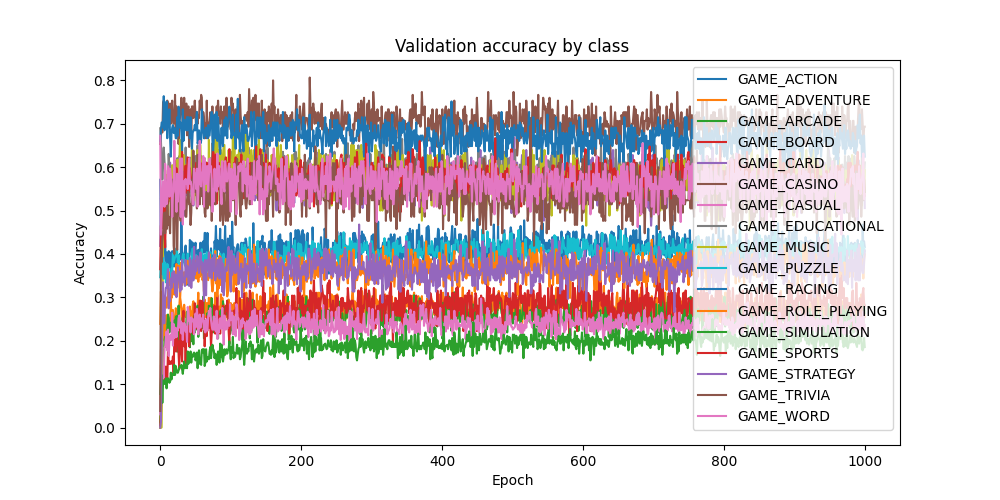 Validation accuracy by class
Accuracy
0.8
0.7
0.6
0.5
0.4
0.3
0.2
0.1
0.0
GAME_ACTION
GAME_ADVENTURE
GAME_ARCADE
GAME_BOARD
GAME_CARD
GAME_CASINO
GAME_CASUAL
GAME_EDUCATIONAL
GAME_MUSIC
GAME_PUZZLE
GAME_RACING
GAME_ROLE_PLAYING
GAME_SIMULATION
GAME_SPORTS
GAME_STRATEGY
GAME_TRIVIA
GAME_WORD
0 200 400 600 800 1000
Epoch